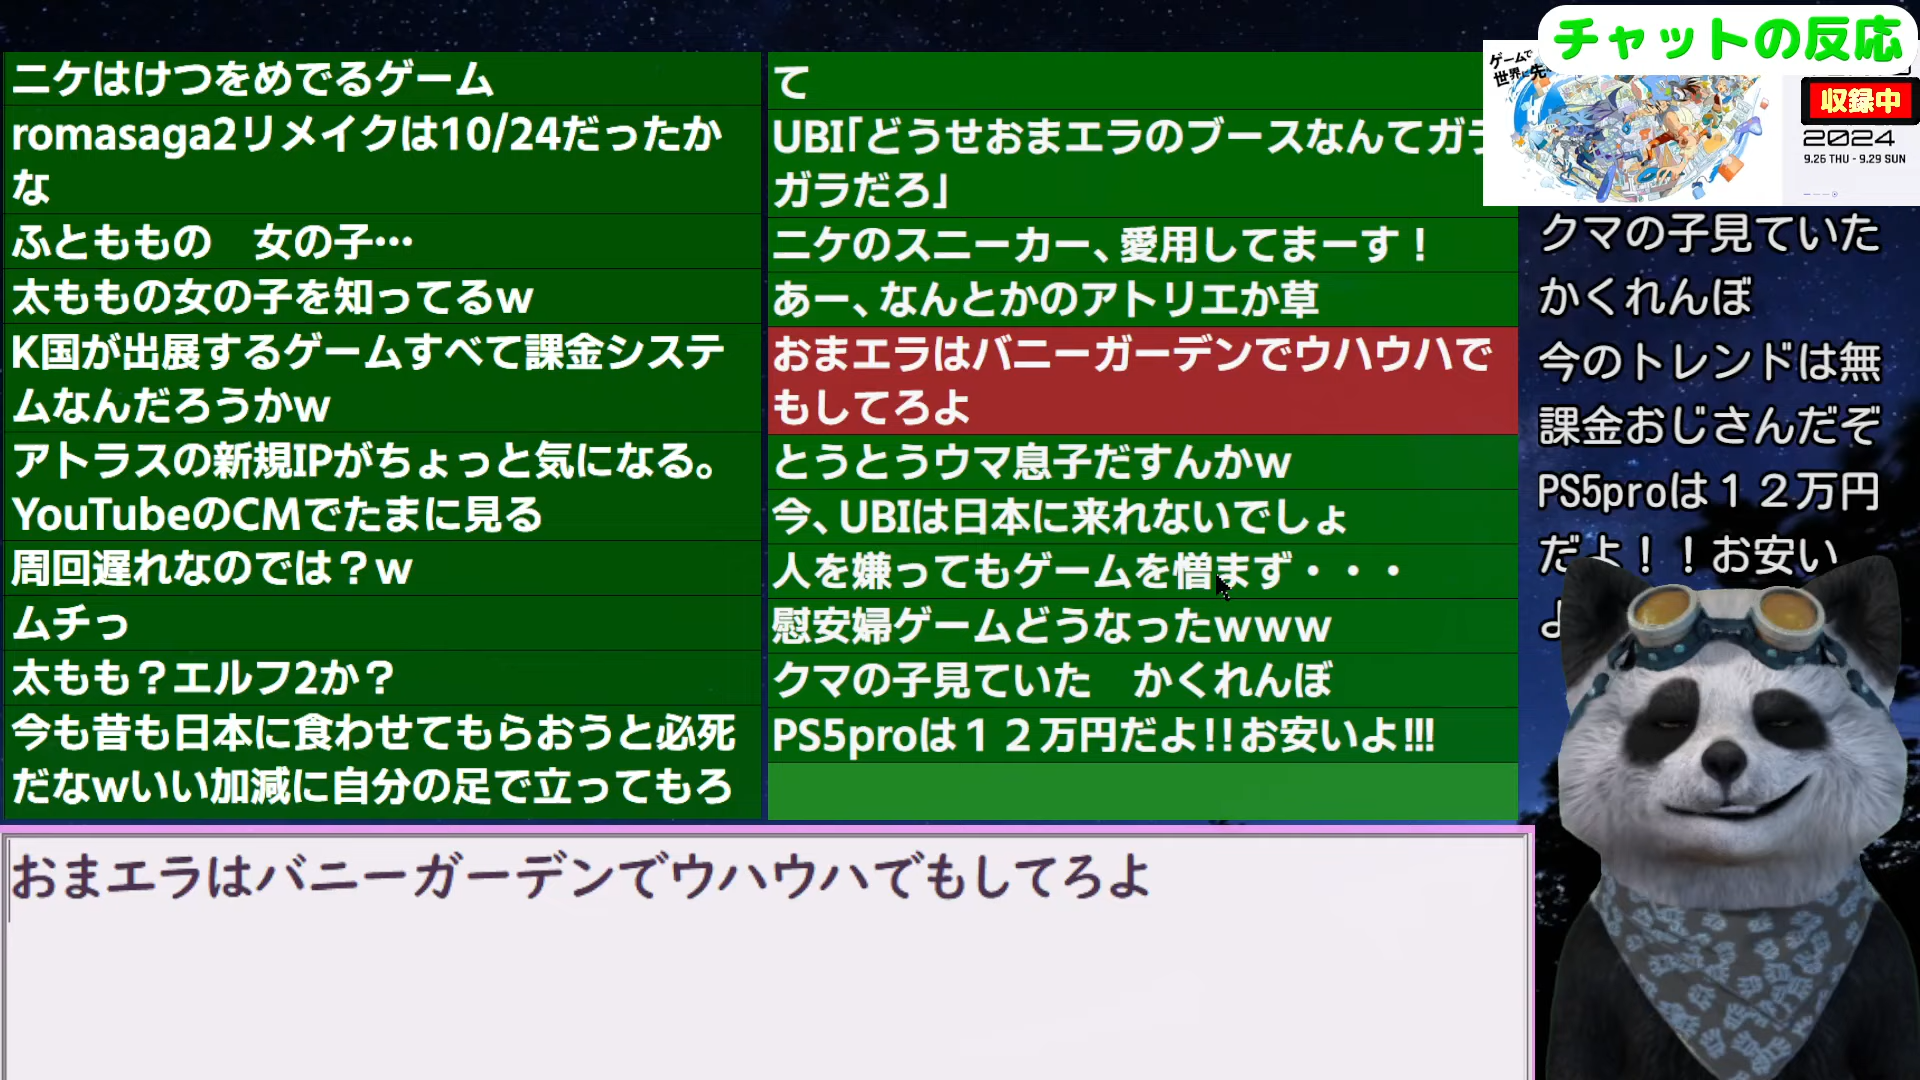 チャットの反応
ゲームで
収録中
2024
9.26 THU - 9.29 SUN
ニケはけつをめでるゲーム
romasaga2リメイクは10/24だったか
な
ふとももの　女の子…
太ももの女の子を知ってるw
K国が出展するゲームすべて課金システ
ムなんだろうかw
アトラスの新規IPがちょっと気になる。
YouTubeのCMでたまに見る
周回遅れなのでは？w
ムチっ
太もも？エルフ2か？
今も昔も日本に食わせてもらおうと必死
だなwいい加減に自分の足で立ってもろ
て
UBI「どうせおまエラのブースなんてガラ
ガラだろ」
ニケのスニーカー、愛用してまーす！
あー、なんとかのアトリエか草
おまエラはバニーガーデンでウハウハで
もしてろよ
とうとうウマ息子だすんかw
今、UBIは日本に来れないでしょ
人を嫌ってもゲームを憎まず・・・
慰安婦ゲームどうなったwww
クマの子見ていた　かくれんぼ
PS5proは１２万円だよ!!お安いよ!!!
クマの子見ていた
かくれんぼ
今のトレンドは無
課金おじさんだぞ
PS5proは１２万円
だよ！！お安い
よ
おまエラはバニーガーデンでウハウハでもしてろよ